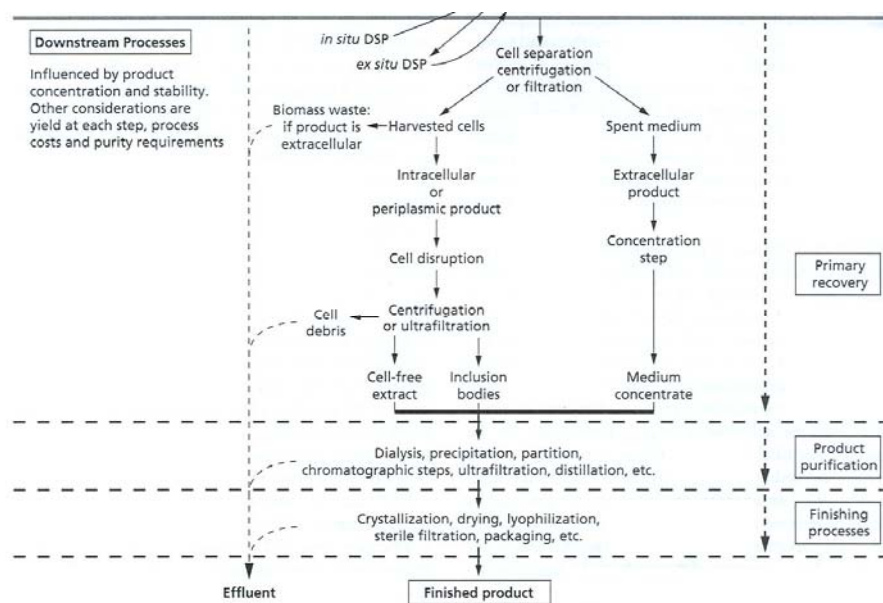 Downstream Processes
Influenced by product
concentration and stability.
Other considerations are
yield at each step, process
costs and purity requirements
in situ DSP
ex situ DSP
Cell separation
centrifugation
or filtration
Biomass waste:
if product is
extracellular
Harvested cells
Spent medium
Intracellular
or
periplasmic product
Extracellular
product
Cell disruption
Concentration
step
Primary
recovery
Centrifugation
or ultrafiltration
Cell
debris
Cell-free
extract
Inclusion
bodies
Medium
concentrate
Dialysis, precipitation, partition,
chromatographic steps, ultrafiltration, distillation, etc.
Product
purification
Crystallization, drying, lyophilization,
sterile filtration, packaging, etc.
Finishing
processes
Effluent
Finished product